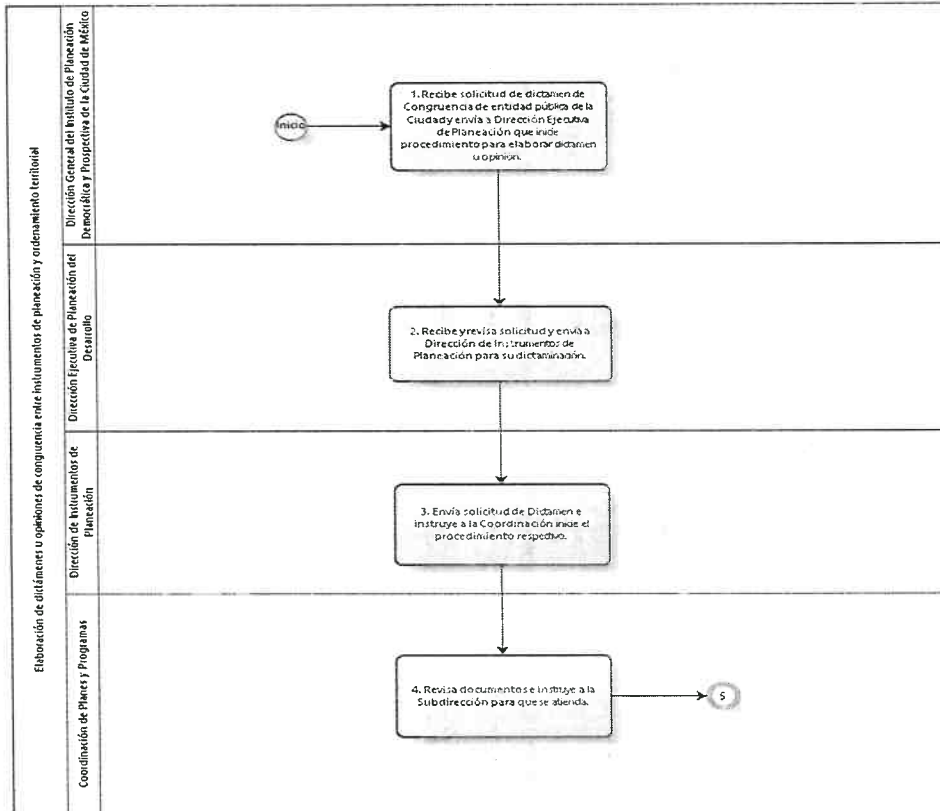 Elaboración de dictámenes u opiniones de congruencia entre instrumentos de planeación y ordenamiento territorial
Dirección General del Instituto de Planeación
Democrática y Prospectiva de la Ciudad de México
Inicio
1. Recibe solicitud de dictamen de
Congruencia de entidad pública de la
Ciudad y envía a Dirección Ejecutiva
de Planeación que inicie
procedimiento para elaborar dictamen
u opinión.
Dirección Ejecutiva de Planeación del
Desarrollo
2. Recibe y revisa solicitud y envía a
Dirección de Instrumentos de
Planeación para su dictaminación.
Dirección de Instrumentos de
Planeación
3. Envía solicitud de Dictamen e
instruye a la Coordinación inicie el
procedimiento respectivo.
Coordinación de Planes y Programas
4. Revisa documento se instruye a la
Subdirección para que se atienda.
5